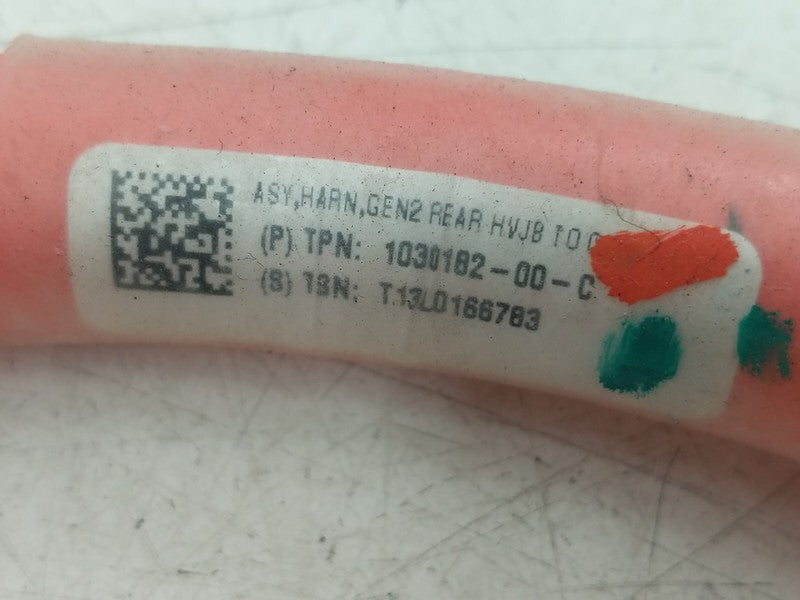 ASY,HARN,GEN2 REAR HVJB TO
(P) TPN: 1030182-00-C
(S) TSN: T13L0166783